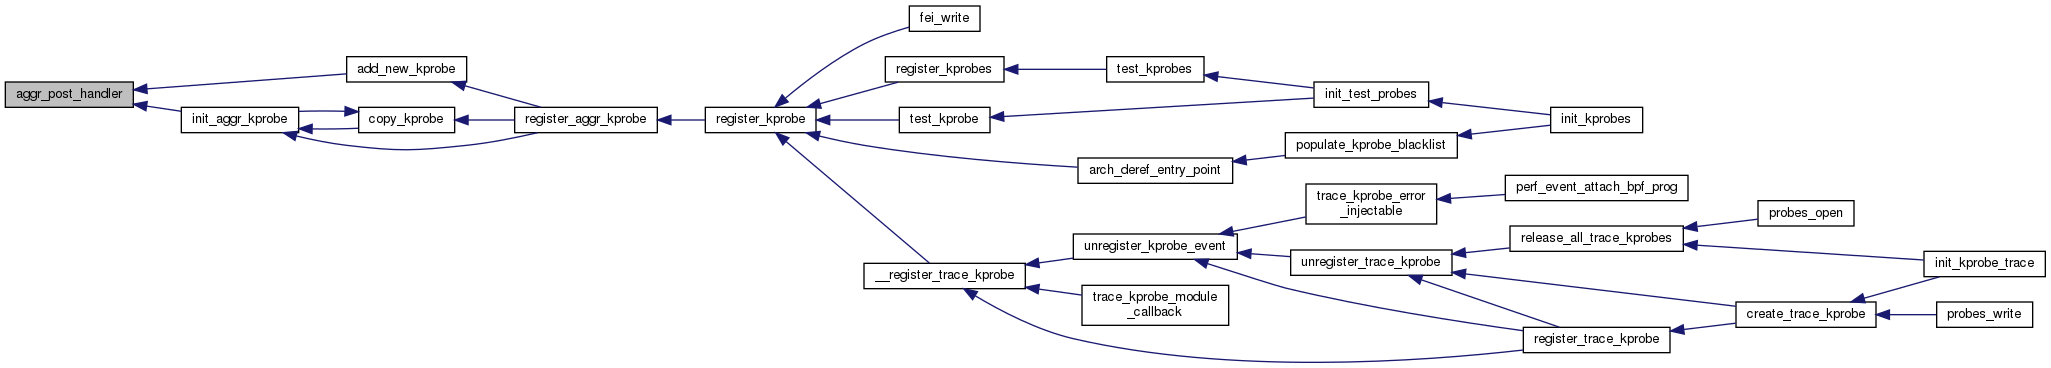 fei_write
add_new_kprobe
register_kprobes
test_kprobes
aggr_post_handler
init_test_probes
init_aggr_kprobe
copy_kprobe
register_aggr_kprobe
register_kprobe
test_kprobe
init_kprobes
populate_kprobe_blacklist
arch_deref_entry_point
trace_kprobe_error
_injectable
perf_event_attach_bpf_prog
probes_open
unregister_kprobe_event
release_all_trace_kprobes
unregister_trace_kprobe
init_kprobe_trace
__register_trace_kprobe
trace_kprobe_module
_callback
create_trace_kprobe
probes_write
register_trace_kprobe